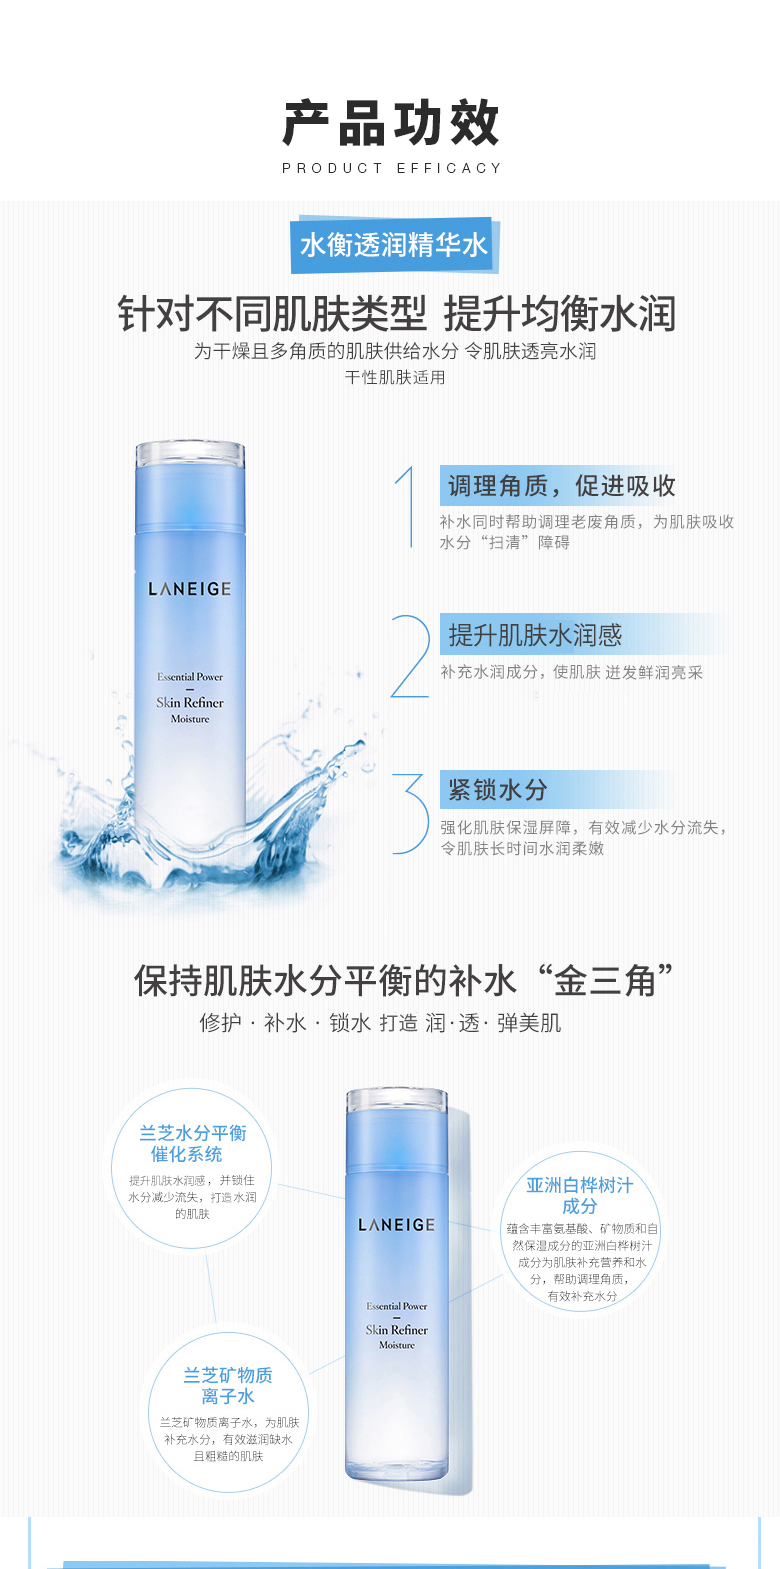 产品功效
PRODUCT EFFICACY
水衡透润精华水
针对不同肌肤类型 提升均衡水润
为干燥且多角质的肌肤供给水分 令肌肤透亮水润
干性肌肤适用
LANEIGE
Essential Power
Skin Refiner
Moisture
1
调理角质，促进吸收
补水同时帮助调理老废角质，为肌肤吸收
水分“扫清”障碍
2
提升肌肤水润感
补充水润成分，使肌肤 迸发鲜润亮采
3
紧锁水分
强化肌肤保湿屏障，有效减少水分流失，
令肌肤长时间水润柔嫩
保持肌肤水分平衡的补水“金三角”
修护 · 补水 · 锁水 打造 润·透· 弹美肌
兰芝水分平衡
催化系统
提升肌肤水润感，并锁住
水分减少流失，打造水润
的肌肤
亚洲白桦树汁
成分
蕴含丰富氨基酸、矿物质和自
然保湿成分的亚洲白桦树汁
成分为肌肤补充营养和水
分，帮助调理角质，
有效补充水分
LANEIGE
Essential Power
Skin Refiner
Moisture
兰芝矿物质
离子水
兰芝矿物质离子水，为肌肤
补充水分，有效滋润缺水
且粗糙的肌肤